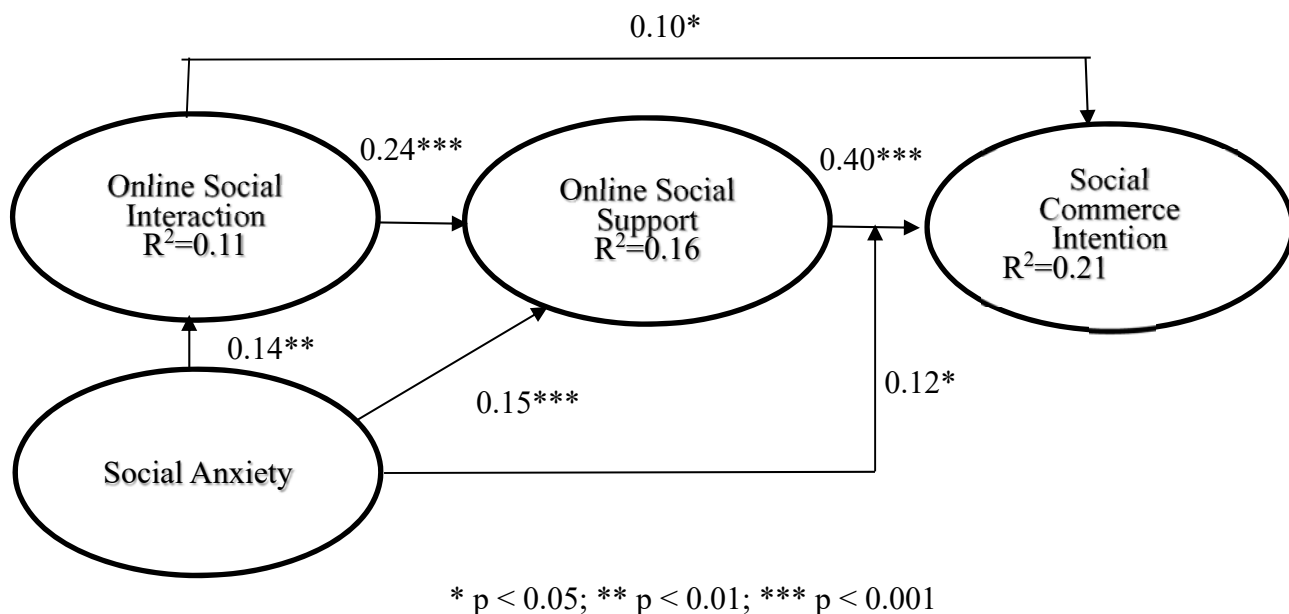 0.10*
0.24***
0.40***
Online Social
Interaction
R²=0.11
Online Social
Support
R²=0.16
Social
Commerce
Intention
R²=0.21
0.14**
0.15***
0.12*
Social Anxiety
* p < 0.05; ** p < 0.01; *** p < 0.001